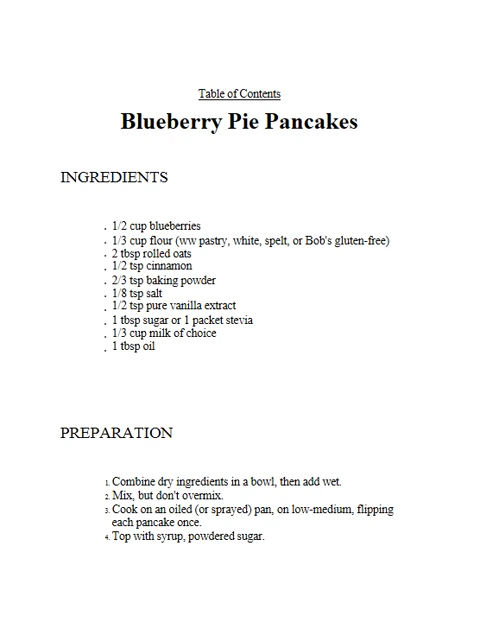 Table of Contents
Blueberry Pie Pancakes
INGREDIENTS
• 1/2 cup blueberries
• 1/3 cup flour (ww pastry, white, spelt, or Bob's gluten-free)
• 2 tbsp rolled oats
• 1/2 tsp cinnamon
• 2/3 tsp baking powder
• 1/8 tsp salt
• 1/2 tsp pure vanilla extract
• 1 tbsp sugar or 1 packet stevia
• 1/3 cup milk of choice
• 1 tbsp oil
PREPARATION
1. Combine dry ingredients in a bowl, then add wet.
2. Mix, but don't overmix.
3. Cook on an oiled (or sprayed) pan, on low-medium, flipping
each pancake once.
4. Top with syrup, powdered sugar.